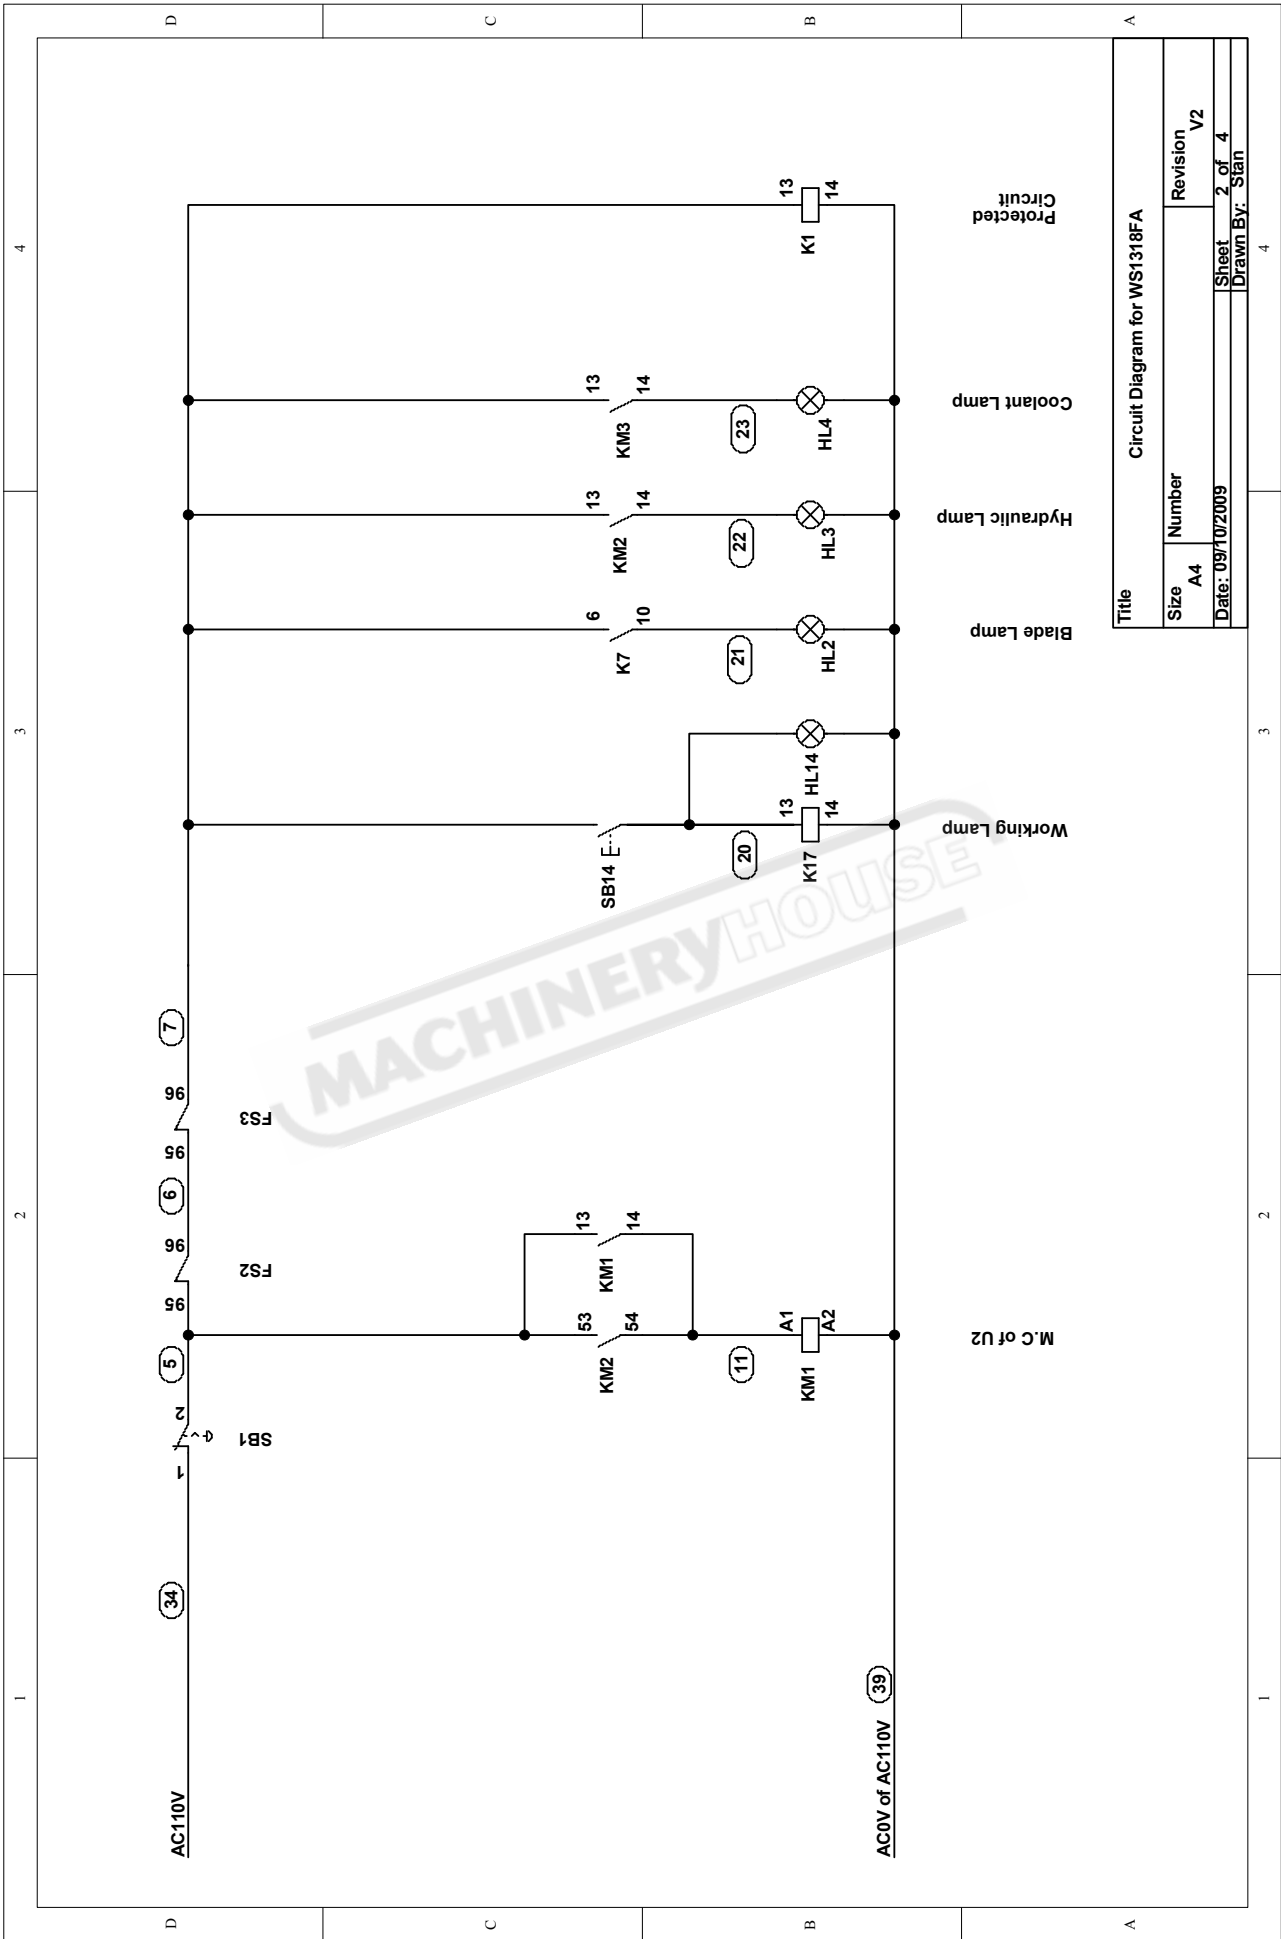 1
2
3
4
D
AC110V
34
1
2
SB1
5
95
96
FS2
6
95
96
FS3
7
D
C
KM2
53
54
KM1
13
14
SB14
K7
6
10
KM2
13
14
KM3
13
14
C
B
11
20
21
22
23
KM1
A1
A2
K17
13
14
HL14
HL2
HL3
HL4
K1
13
14
B
AC0V of AC110V
39
MACHINERYHOUSE
M.C of U2
Working Lamp
Blade Lamp
Hydraulic Lamp
Coolant Lamp
Protected
Circuit
A
A
Title
Circuit Diagram for WS1318FA
Size
A4
Number
Revision
V2
Date: 09/10/2009
Sheet 2 of 4
Drawn By: Stan
1
2
3
4